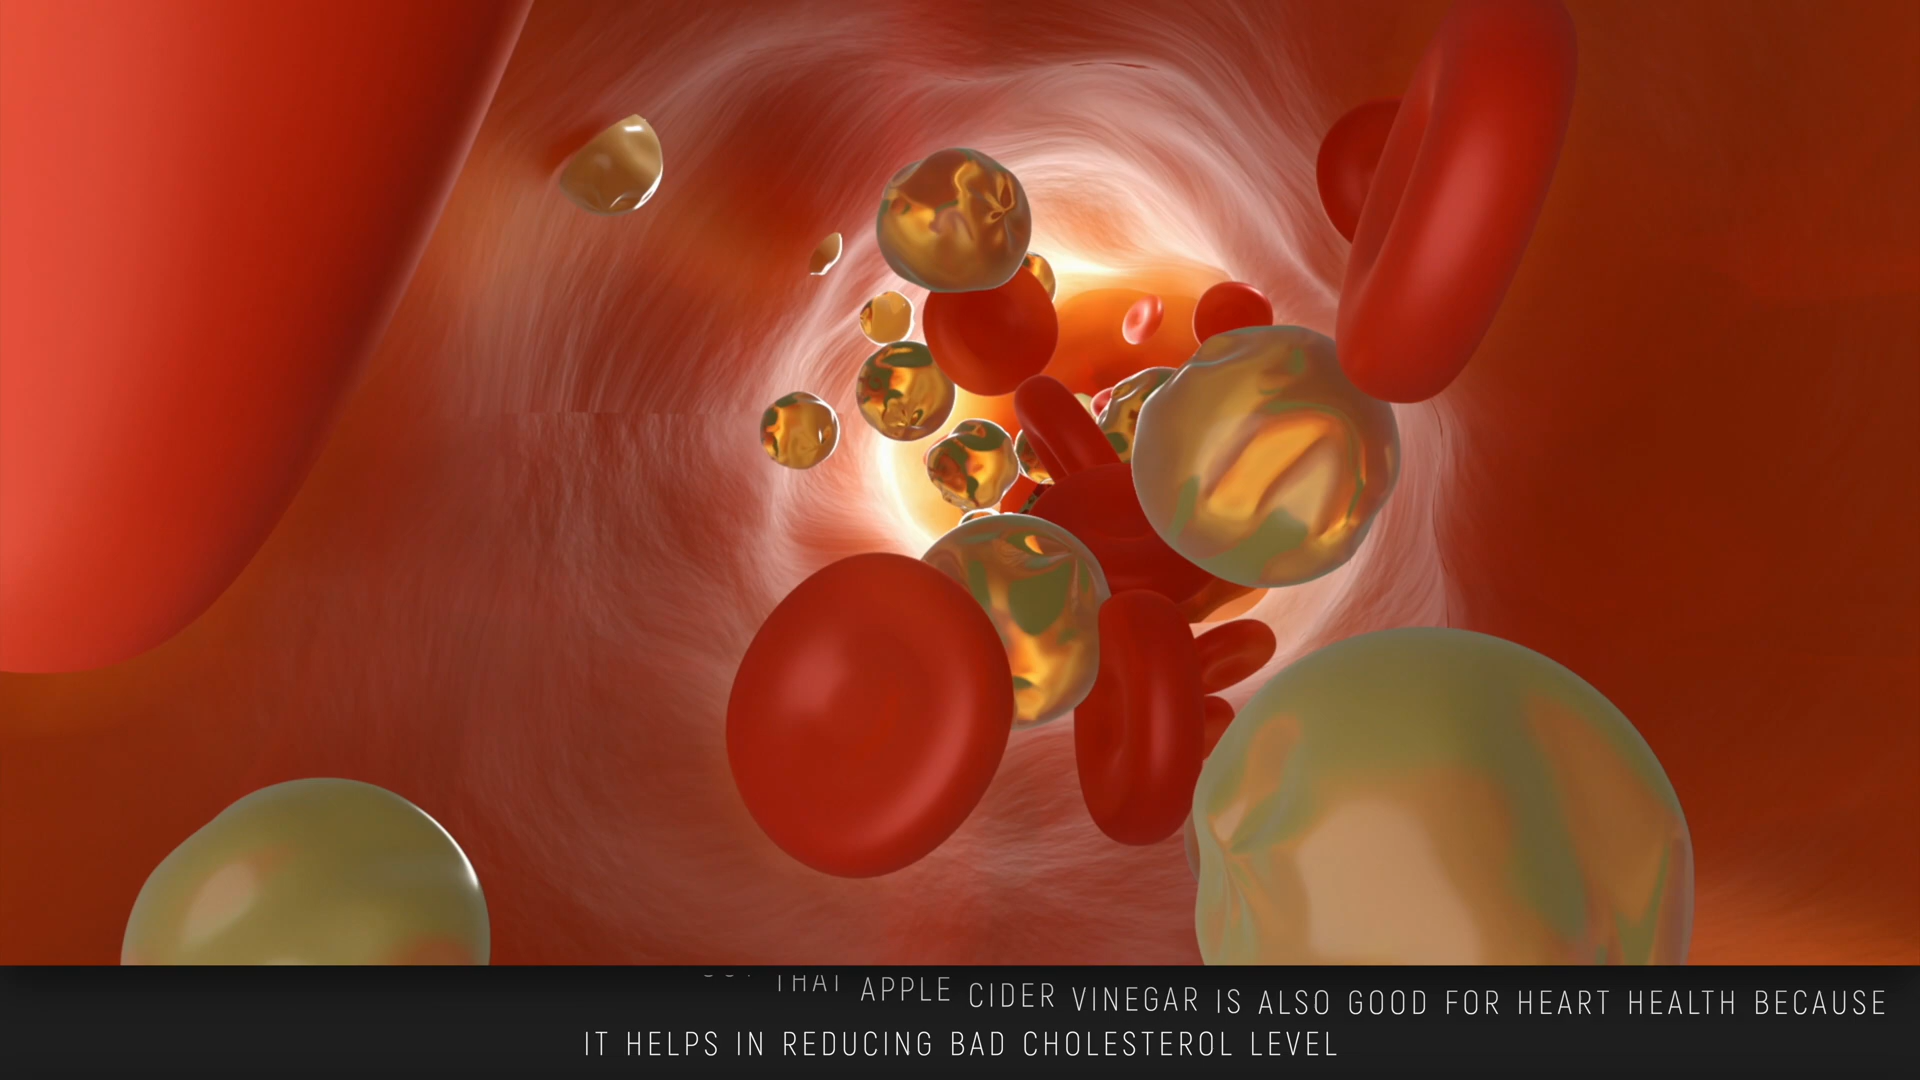 THAT APPLE CIDER VINEGAR IS ALSO GOOD FOR HEART HEALTH BECAUSE
IT HELPS IN REDUCING BAD CHOLESTEROL LEVEL